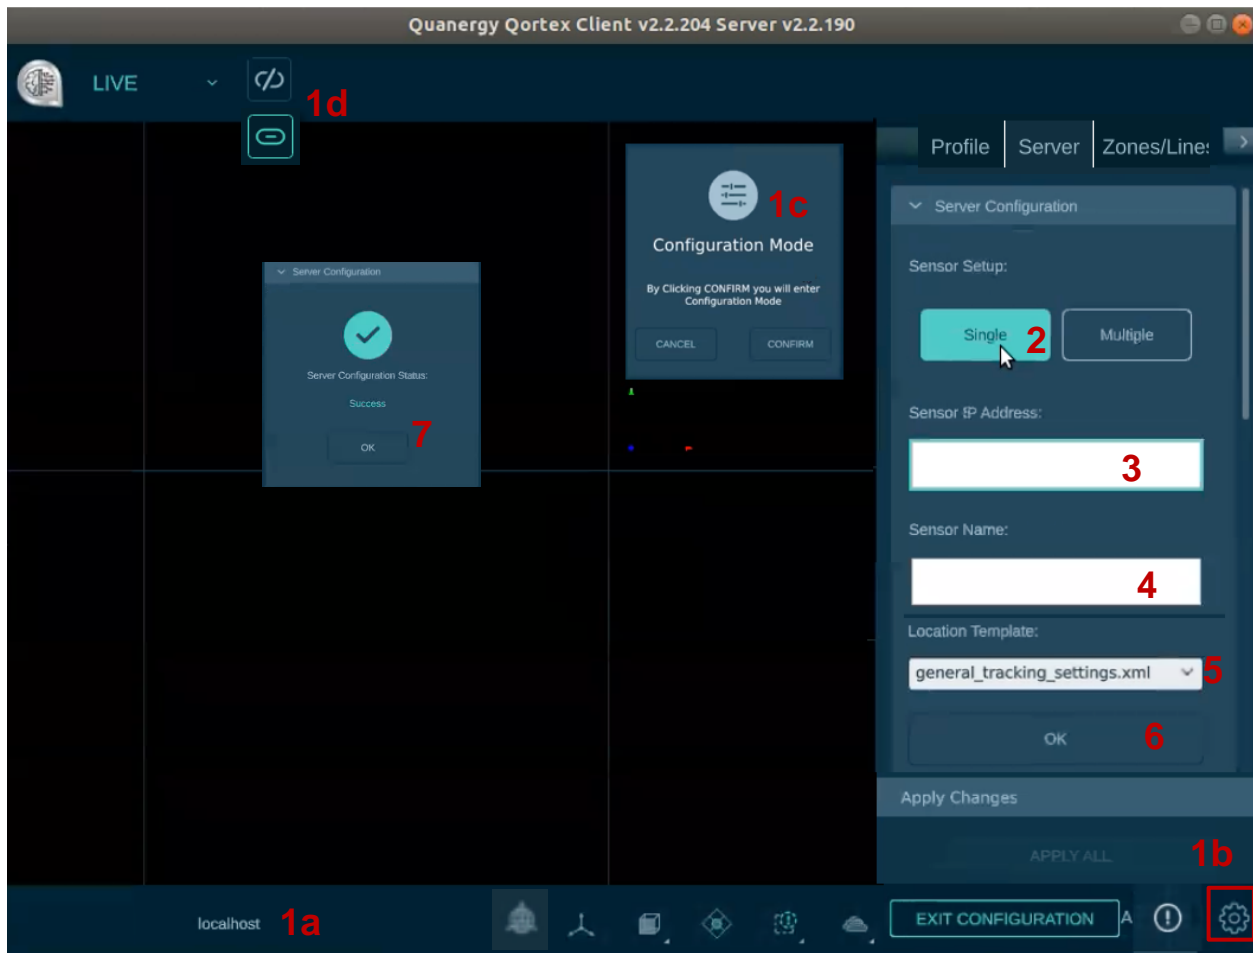 Quanergy Qortex Client v2.2.204 Server v2.2.190
LIVE
1d
Profile
Server
Zones/Lines
1c
Configuration Mode
By Clicking CONFIRM you will enter
Configuration Mode
CANCEL
CONFIRM
Server Configuration
Server Configuration Status:
Success
OK
7
Server Configuration
Sensor Setup:
Single
2
Multiple
Sensor IP Address:
3
Sensor Name:
4
Location Template:
general_tracking_settings.xml
5
OK
6
Apply Changes
APPLY ALL
1b
localhost
1a
EXIT CONFIGURATION
A